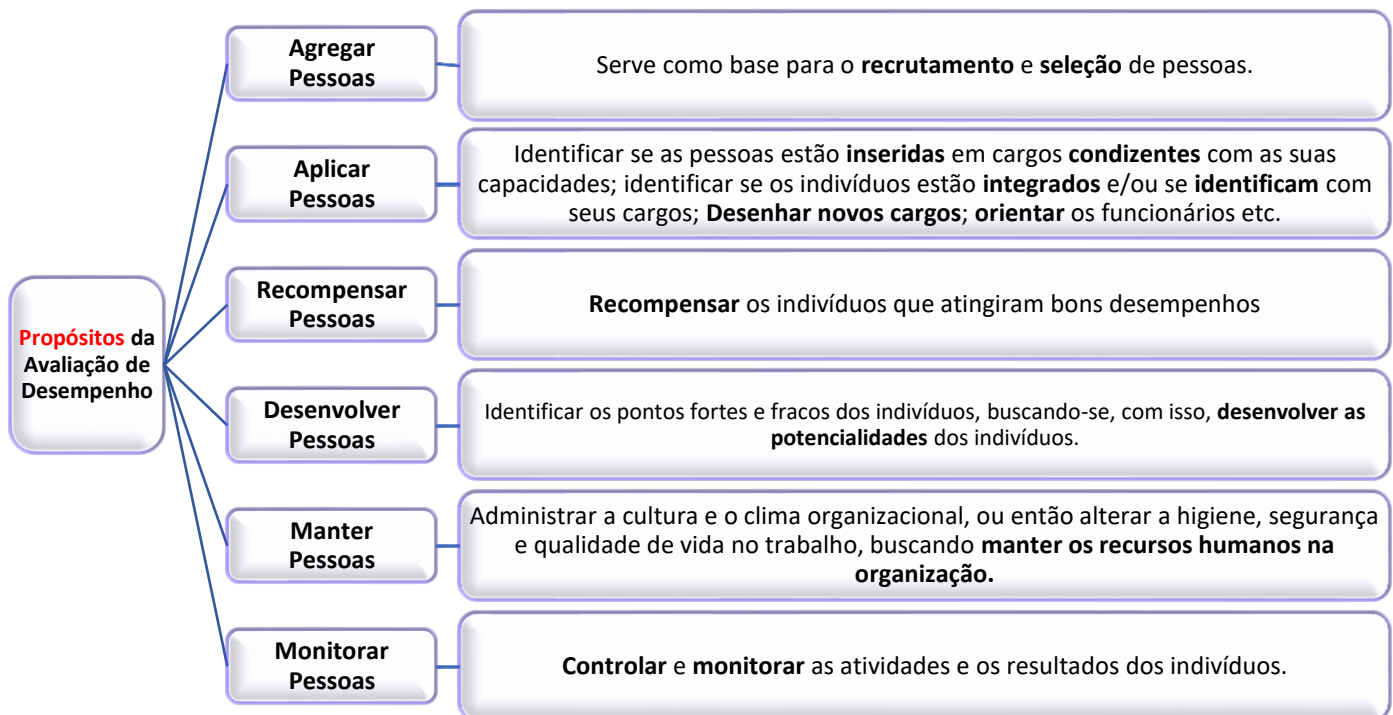 Agregar
Pessoas
Serve como base para o recrutamento e seleção de pessoas.
Aplicar
Pessoas
Identificar se as pessoas estão inseridas em cargos condizentes com as suas
capacidades; identificar se os indivíduos estão integrados e/ou se identificam com
seus cargos; Desenhar novos cargos; orientar os funcionários etc.
Propósitos da
Avaliação de
Desempenho
Recompensar
Pessoas
Recompensar os indivíduos que atingiram bons desempenhos
Desenvolver
Pessoas
Identificar os pontos fortes e fracos dos indivíduos, buscando-se, com isso, desenvolver as
potencialidades dos indivíduos.
Manter
Pessoas
Administrar a cultura e o clima organizacional, ou então alterar a higiene, segurança
e qualidade de vida no trabalho, buscando manter os recursos humanos na
organização.
Monitorar
Pessoas
Controlar e monitorar as atividades e os resultados dos indivíduos.